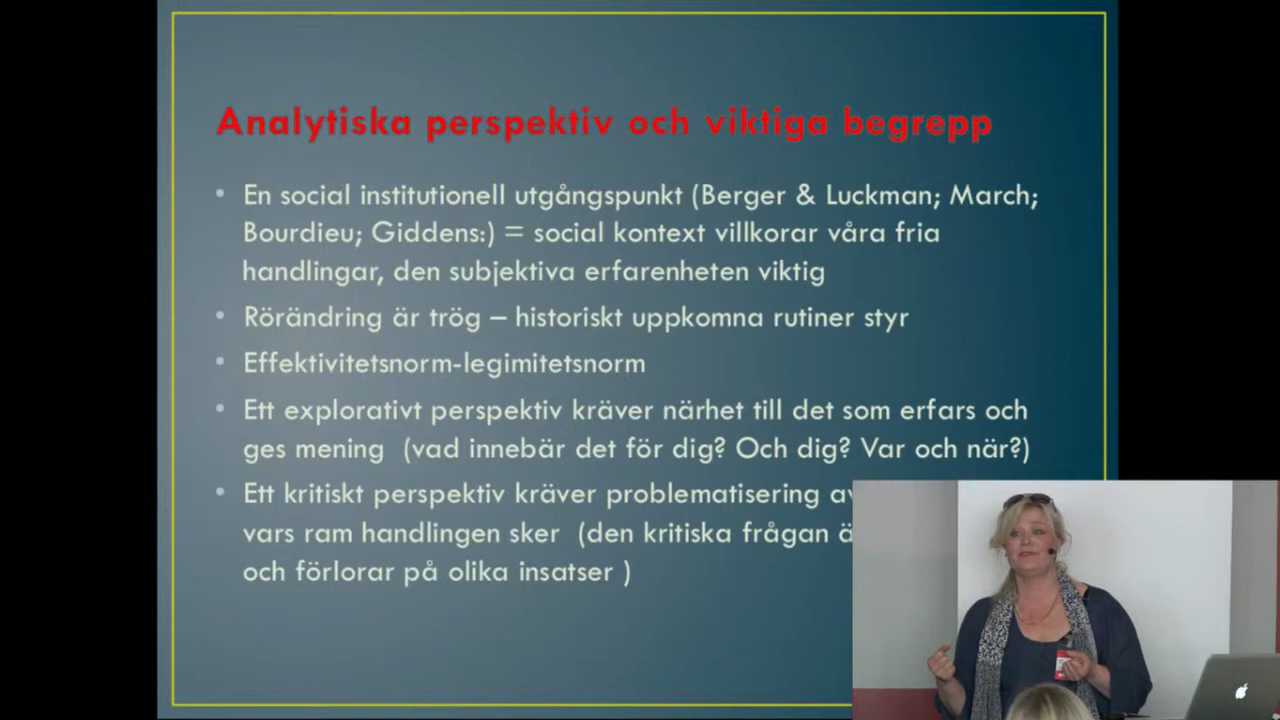 Analytiska perspektiv och viktiga begrepp
• En social institutionell utgångspunkt (Berger & Luckman; March;
Bourdieu; Giddens:) = social kontext villkorar våra fria
handlingar, den subjektiva erfarenheten viktig
• Rörändring är trög – historiskt uppkomna rutiner styr
• Effektivitetsnorm-legimitetsnorm
• Ett explorativt perspektiv kräver närhet till det som erfars och
ges mening (vad innebär det för dig? Och dig? Var och när?)
• Ett kritiskt perspektiv kräver problematisering
vars ram handlingen sker (den kritiska frågan
och förlorar på olika insatser )